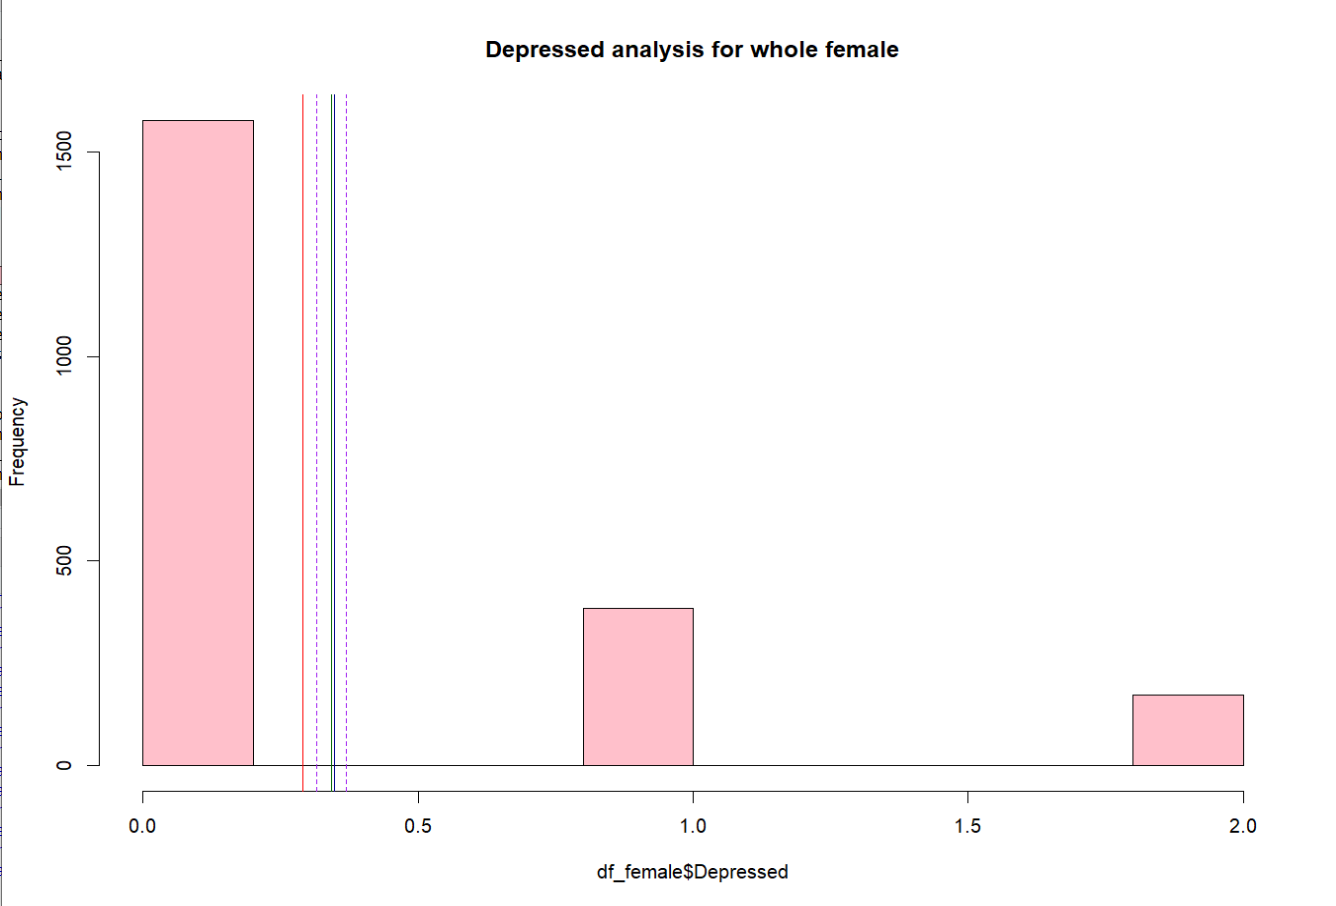 Depressed analysis for whole female
1500
1000
500
0
Frequency
0.0 0.5 1.0 1.5 2.0
df_female$Depressed